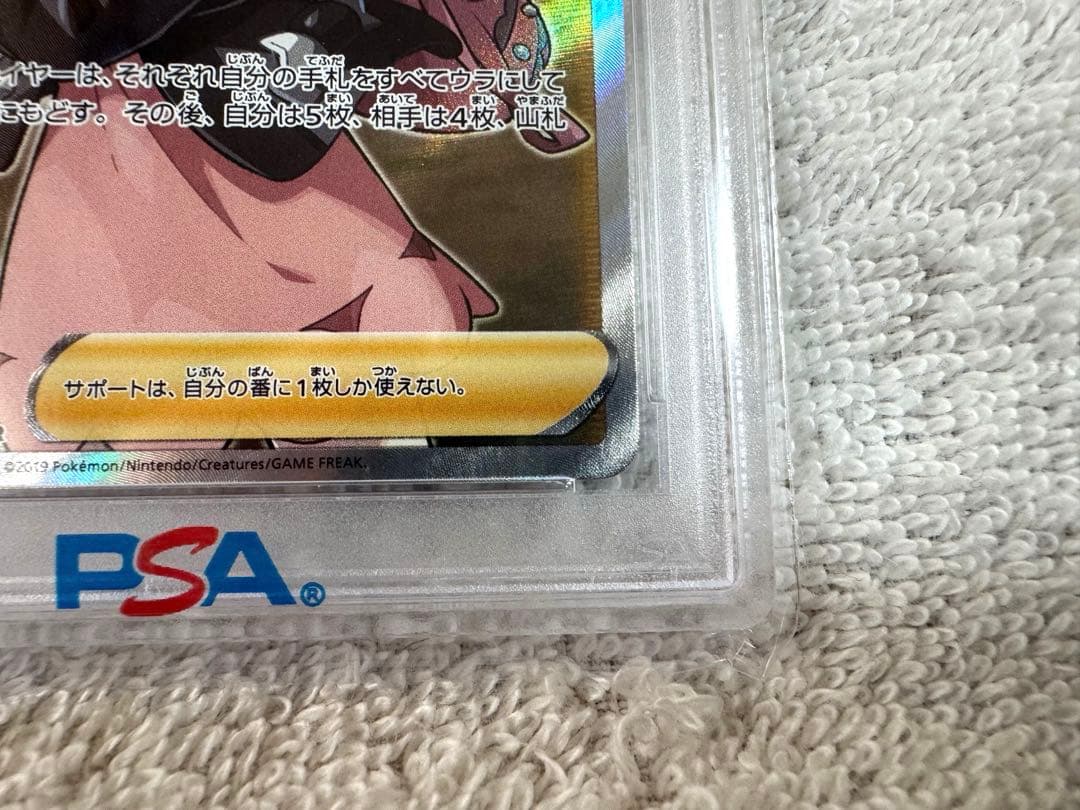 イヤーは、それぞれ自分の手札をすべてウラにして
にもどす。その後、自分は5枚、相手は4枚、山札
サポートは、自分の番に1枚しか使えない。
©2019 Pokémon/Nintendo/Creatures/GAME FREAK.
PSA®